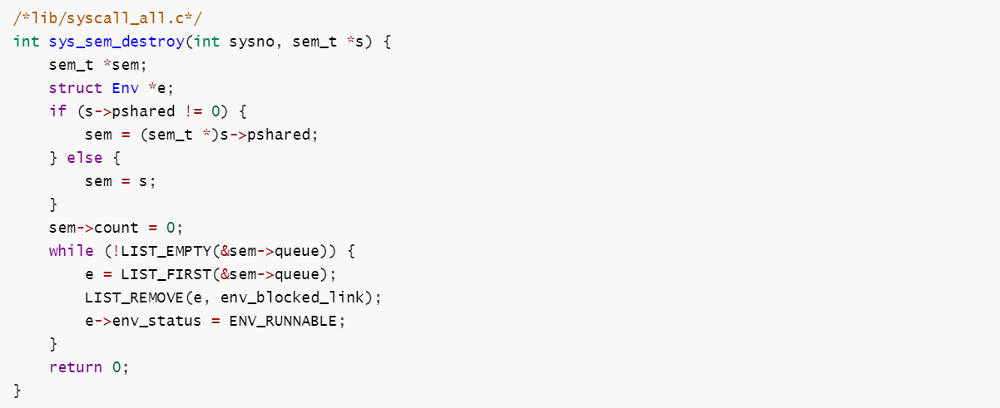 /*lib/syscall_all.c*/
int sys_sem_destroy(int sysno, sem_t *s) {
    sem_t *sem;
    struct Env *e;
    if (s->pshared != 0) {
        sem = (sem_t *)s->pshared;
    } else {
        sem = s;
    }
    sem->count = 0;
    while (!LIST_EMPTY(&sem->queue)) {
        e = LIST_FIRST(&sem->queue);
        LIST_REMOVE(e, env_blocked_link);
        e->env_status = ENV_RUNNABLE;
    }
    return 0;
}